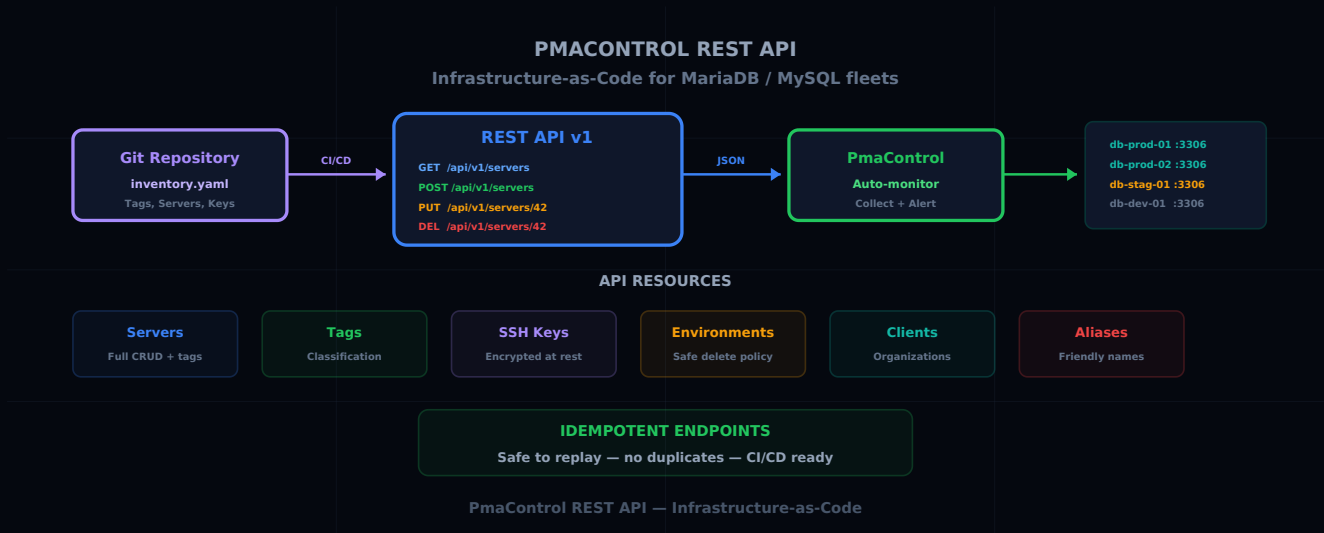 PMACONTROL REST API
Infrastructure-as-Code for MariaDB / MySQL fleets
Git Repository
inventory.yaml
Tags, Servers, Keys
CI/CD
REST API v1
GET /api/v1/servers
POST /api/v1/servers
PUT /api/v1/servers/42
DEL /api/v1/servers/42
JSON
PmaControl
Auto-monitor
Collect + Alert
db-prod-01 :3306
db-prod-02 :3306
db-stag-01 :3306
db-dev-01 :3306
API RESOURCES
Servers
Full CRUD + tags
Tags
Classification
SSH Keys
Encrypted at rest
Environments
Safe delete policy
Clients
Organizations
Aliases
Friendly names
IDEMPOTENT ENDPOINTS
Safe to replay — no duplicates — CI/CD ready
PmaControl REST API — Infrastructure-as-Code